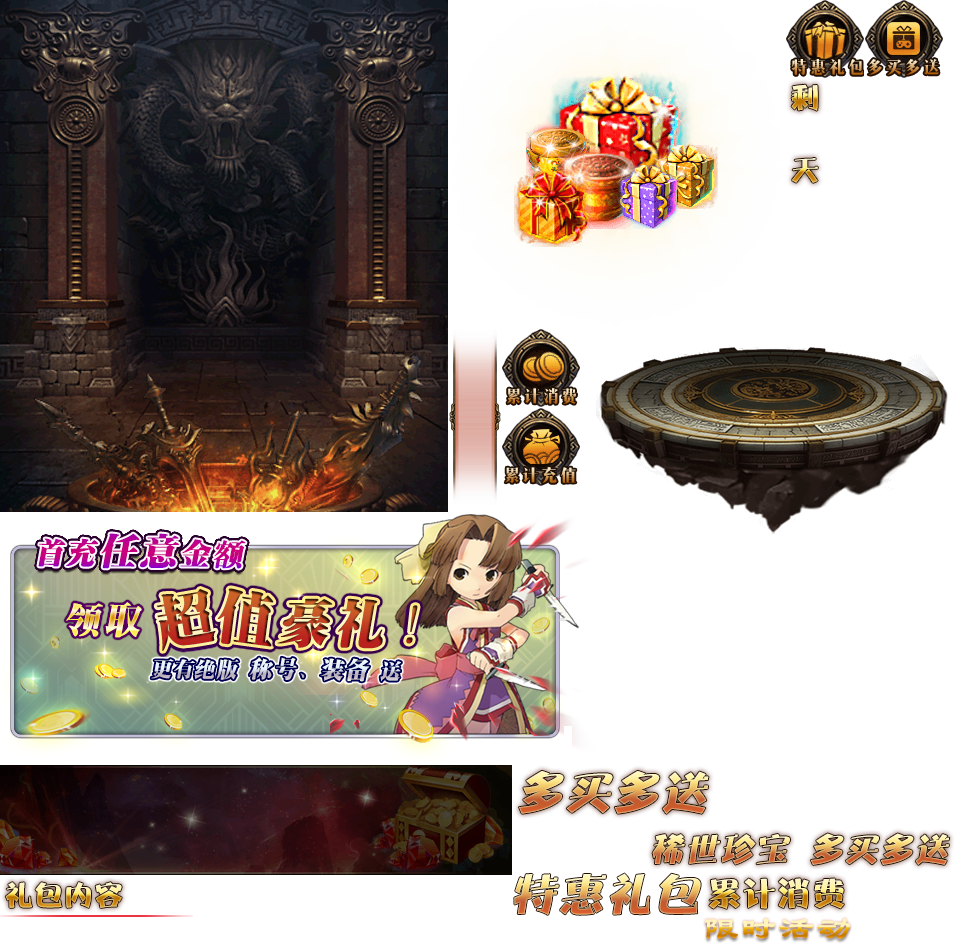 特惠礼包
多买多送
剩
天
累计消费
累计充值
首充任意金额
领取超值豪礼！
更有绝版 称号、装备 送
多买多送
稀世珍宝 多买多送
礼包内容
特惠礼包
累计消费
限时活动